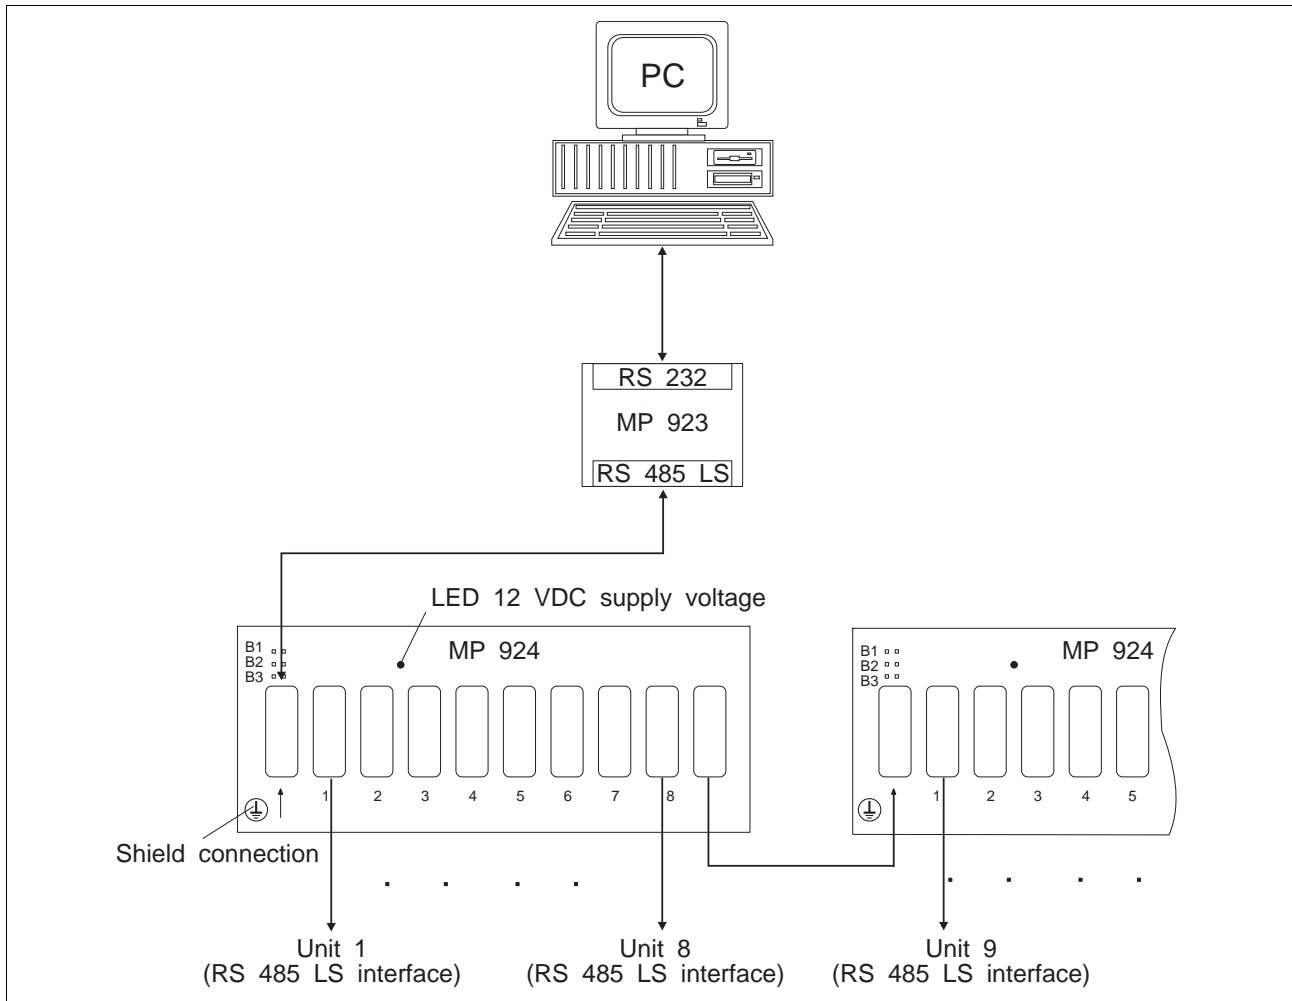 PC
RS 232
MP 923
RS 485 LS
LED 12 VDC supply voltage
B1
B2
B3
MP 924
1 2 3 4 5 6 7 8
Shield connection
B1
B2
B3
MP 924
1 2 3 4 5
Unit 1
(RS 485 LS interface)
Unit 8
(RS 485 LS interface)
Unit 9
(RS 485 LS interface)